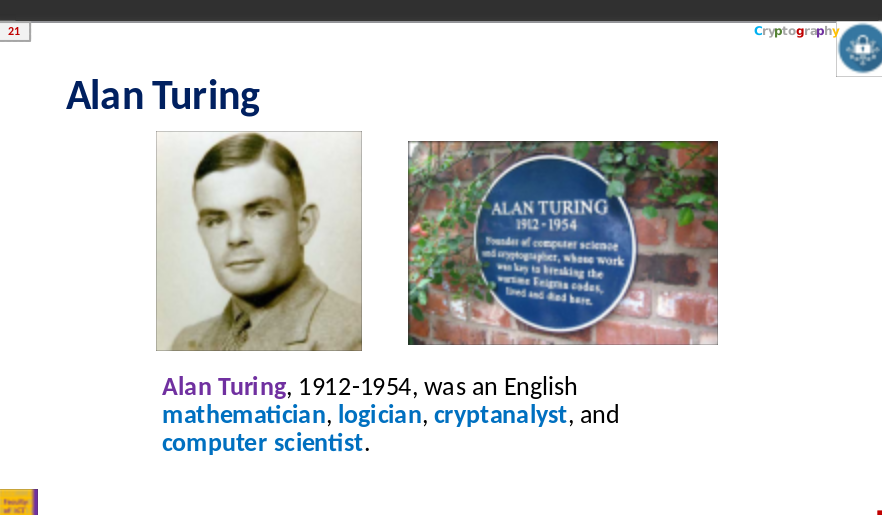 21
Cryptography
Alan Turing
ALAN TURING
1912 - 1954
Founder of computer science
and cryptographer, whose work
was key to breaking the
wartime Enigma codes,
lived and died here.
Alan Turing, 1912-1954, was an English
mathematician, logician, cryptanalyst, and
computer scientist.
Faculty
of ICT